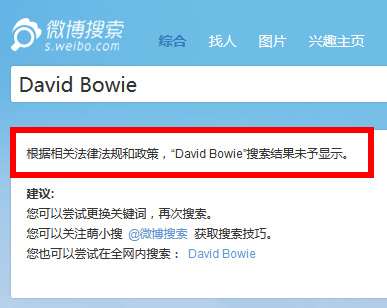 微博搜索
s.weibo.com
综合 找人 图片 兴趣主页
David Bowie
根据相关法律法规和政策，“David Bowie”搜索结果未予显示。
建议:
您可以尝试更换关键词，再次搜索。
您可以关注萌小搜 @微博搜索 获取搜索技巧。
您也可以尝试在全网内搜索： David Bowie